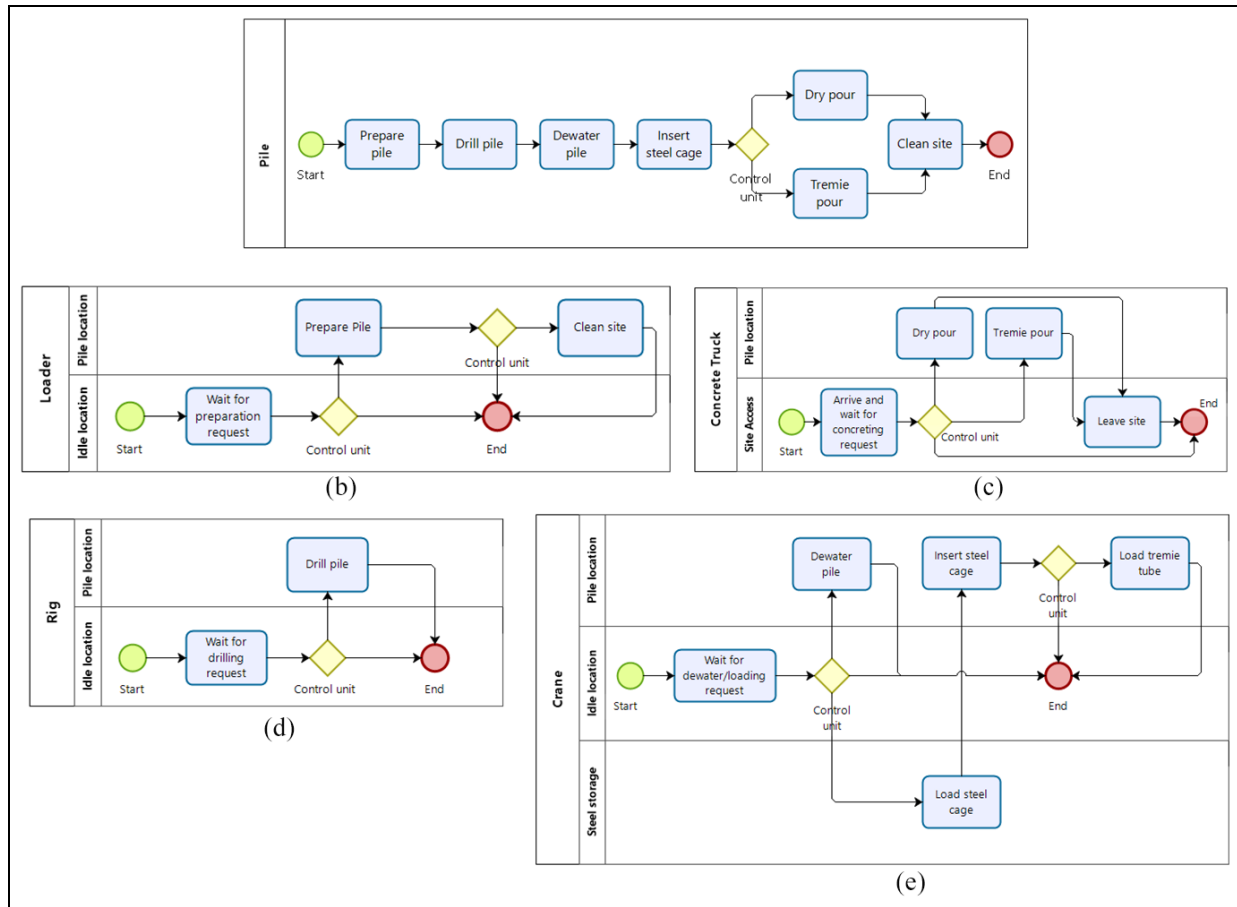 Pile
Start
Prepare
pile
Drill pile
Dewater
pile
Insert
steel cage
Control
unit
Dry pour
Tremie
pour
Clean site
End
Loader
Pile location
Idle location
Start
Wait for
preparation
request
Control unit
Prepare Pile
Control unit
Clean site
End
(b)
Concrete Truck
Pile location
Site Access
Start
Arrive and
wait for
concreting
request
Control unit
Dry pour
Tremie pour
Leave site
End
(c)
Rig
Pile location
Idle location
Start
Wait for
drilling
request
Control unit
Drill pile
End
(d)
Crane
Pile location
Idle location
Steel storage
Start
Wait for
dewater/loading
request
Control
unit
Dewater
pile
Load steel
cage
Insert steel
cage
Control
unit
Load tremie
tube
End
(e)